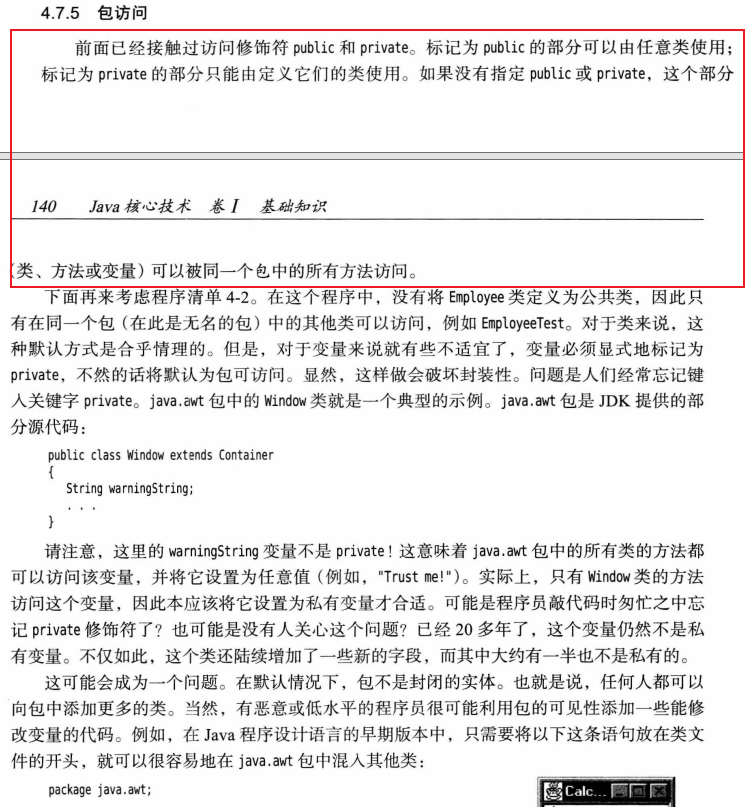 4.7.5 包访问
前面已经接触过访问修饰符 public 和 private。标记为 public 的部分可以由任意类使用；
标记为 private 的部分只能由定义它们的类使用。如果没有指定 public 或 private，这个部分
140 Java 核心技术 卷 I 基础知识
（类、方法或变量）可以被同一个包中的所有方法访问。
下面再来考虑程序清单 4-2。在这个程序中，没有将 Employee 类定义为公共类，因此只
有在同一个包（在此是无名的包）中的其他类可以访问，例如 EmployeeTest。对于类来说，这
种默认方式是合乎情理的。但是，对于变量来说就有些不适宜了，变量必须显式地标记为
private，不然的话将默认为包可访问。显然，这样做会破坏封装性。问题是人们经常忘记键
入关键字 private。java.awt 包中的 Window 类就是一个典型的示例。java.awt 包是 JDK 提供的部
分源代码：
public class Window extends Container
{
String warningString;
. . .
}
请注意，这里的 warningString 变量不是 private！这意味着 java.awt 包中的所有类的方法都
可以访问该变量，并将它设置为任意值（例如，"Trust me!"）。实际上，只有 Window 类的方法
访问这个变量，因此本应该将它设置为私有变量才合适。可能是程序员敲代码时匆忙之中忘
记 private 修饰符了？也可能是没有人关心这个问题？已经 20 多年了，这个变量仍然不是私
有变量。不仅如此，这个类还陆续增加了一些新的字段，而其中大约有一半也不是私有的。
这可能会成为一个问题。在默认情况下，包不是封闭的实体。也就是说，任何人都可以
向包中添加更多的类。当然，有恶意或低水平的程序员很可能利用包的可见性添加一些能修
改变量的代码。例如，在 Java 程序设计语言的早期版本中，只需要将以下这条语句放在类文
件的开头，就可以很容易地在 java.awt 包中混入其他类：
package java.awt;
Calc...